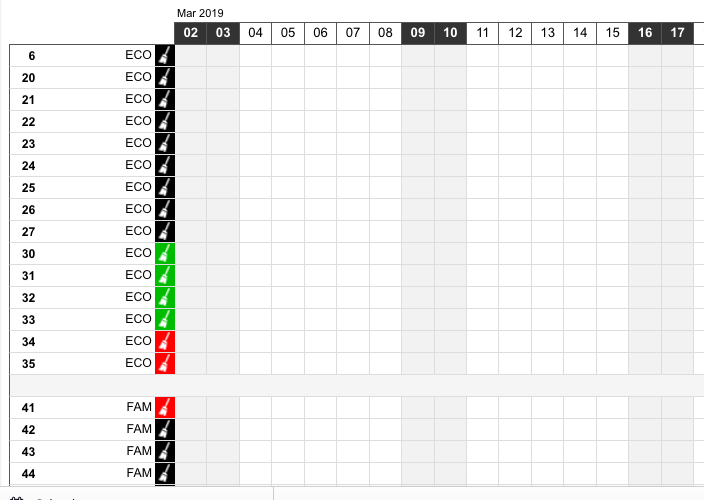 Mar 2019
02 03 04 05 06 07 08 09 10 11 12 13 14 15 16 17
6 ECO
20 ECO
21 ECO
22 ECO
23 ECO
24 ECO
25 ECO
26 ECO
27 ECO
30 ECO
31 ECO
32 ECO
33 ECO
34 ECO
35 ECO
41 FAM
42 FAM
43 FAM
44 FAM